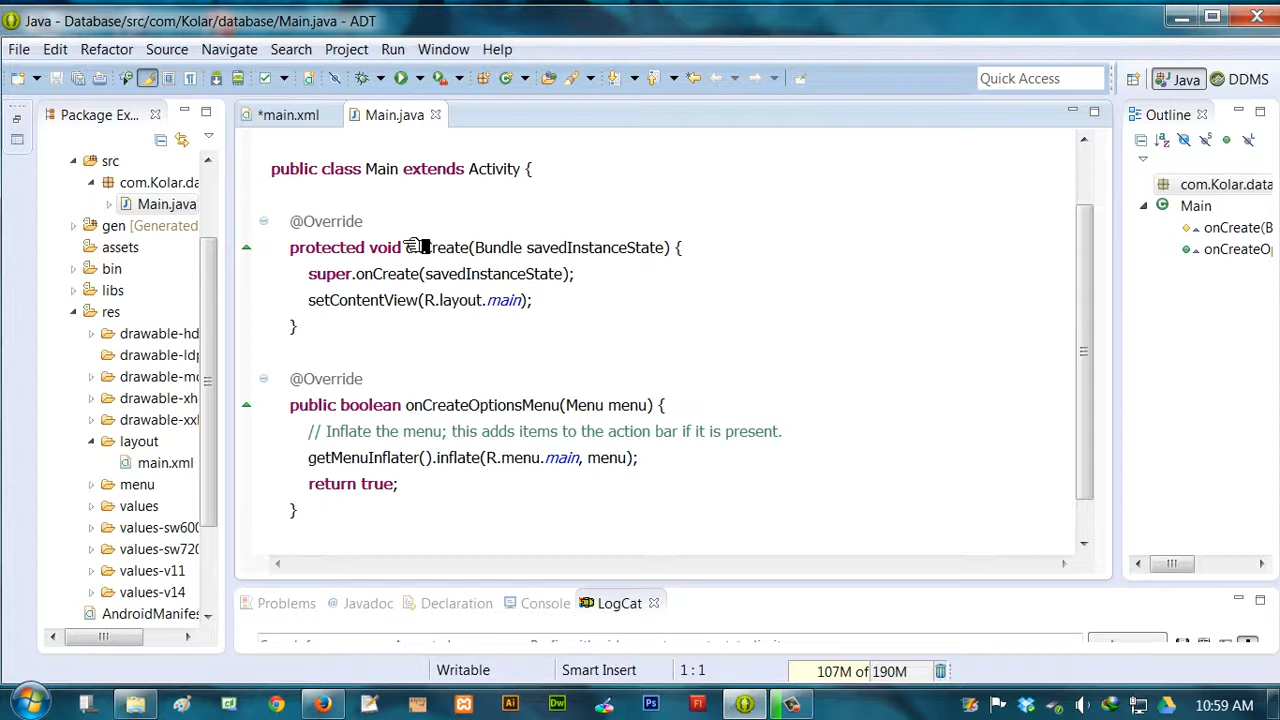 Java - Database/src/com/Kolar/database/Main.java - ADT
File Edit Refactor Source Navigate Search Project Run Window Help
Quick Access Java DDMS
Package Ex...
*main.xml Main.java
Outline
src
com.Kolar.da
Main.java
gen [Generated
assets
bin
libs
res
drawable-hd
drawable-ldp
drawable-md
drawable-xh
drawable-xx
layout
main.xml
menu
values
values-sw600
values-sw720
values-v11
values-v14
AndroidManifes
public class Main extends Activity {
@Override
protected void Create(Bundle savedInstanceState) {
super.onCreate(savedInstanceState);
setContentView(R.layout.main);
}
@Override
public boolean onCreateOptionsMenu(Menu menu) {
// Inflate the menu; this adds items to the action bar if it is present.
getMenuInflater().inflate(R.menu.main, menu);
return true;
}
com.Kolar.data
Main
onCreate(B
onCreateO
Problems Javadoc Declaration Console LogCat
Writable Smart Insert 1 : 1 107M of 190M
10:59 AM